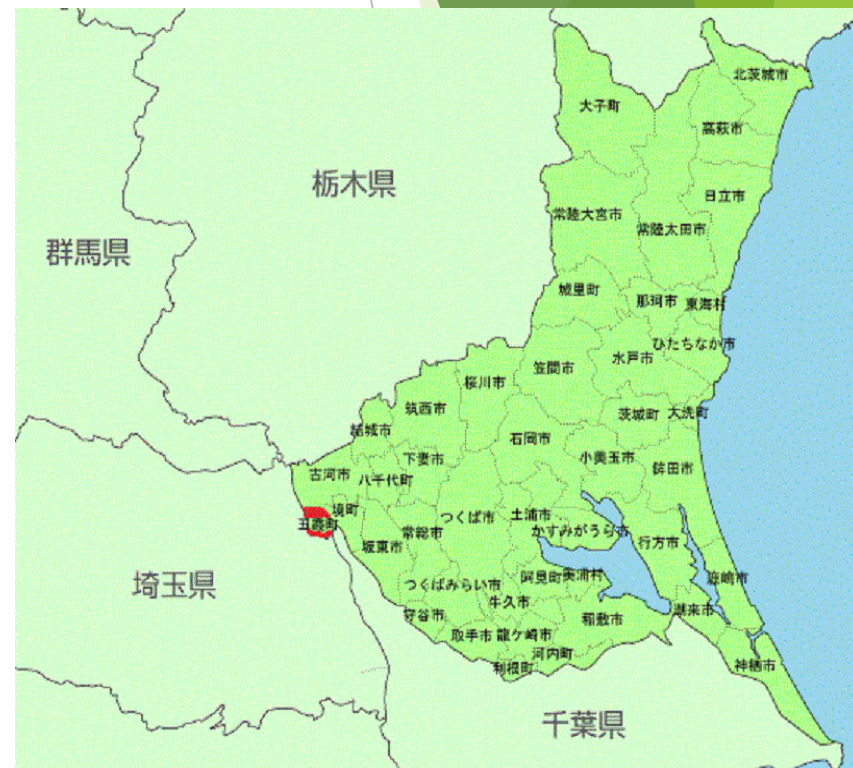 北茨城市
大子町
高萩市
栃木県
日立市
常陸大宮市
常陸太田市
群馬県
城里町
那珂市
東海村
ひたちなか市
水戸市
笠間市
桜川市
筑西市
茨城町
大洗町
結城市
石岡市
下妻市
小美玉市
鉾田市
古河市
八千代町
境町
つくば市
土浦市
五霞町
常総市
かすみがうら市
坂東市
行方市
阿見町
美浦村
鹿嶋市
埼玉県
つくばみらい市
牛久市
潮来市
守谷市
稲敷市
取手市
龍ケ崎市
河内町
利根町
神栖市
千葉県